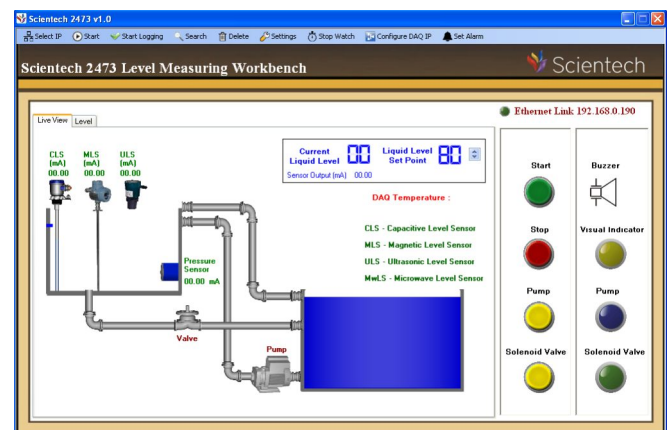 Scientech 2473 v1.0
Select IP Start Start Logging Search Delete Settings Stop Watch Configure DAQ IP Set Alarm
Scientech 2473 Level Measuring Workbench
Scientech
Ethernet Link 192.168.0.190
Live View Level
CLS (mA) 00.00
MLS (mA) 00.00
ULS (mA) 00.00
Current Liquid Level 00
Liquid Level Set Point 80
Sensor Output (mA) 00.00
DAQ Temperature :
CLS - Capacitive Level Sensor
MLS - Magnetic Level Sensor
ULS - Ultrasonic Level Sensor
MwLS - Microwave Level Sensor
Pressure Sensor
00.00 mA
Valve
Pump
Start Buzzer
Stop Visual Indicator
Pump Pump
Solenoid Valve Solenoid Valve